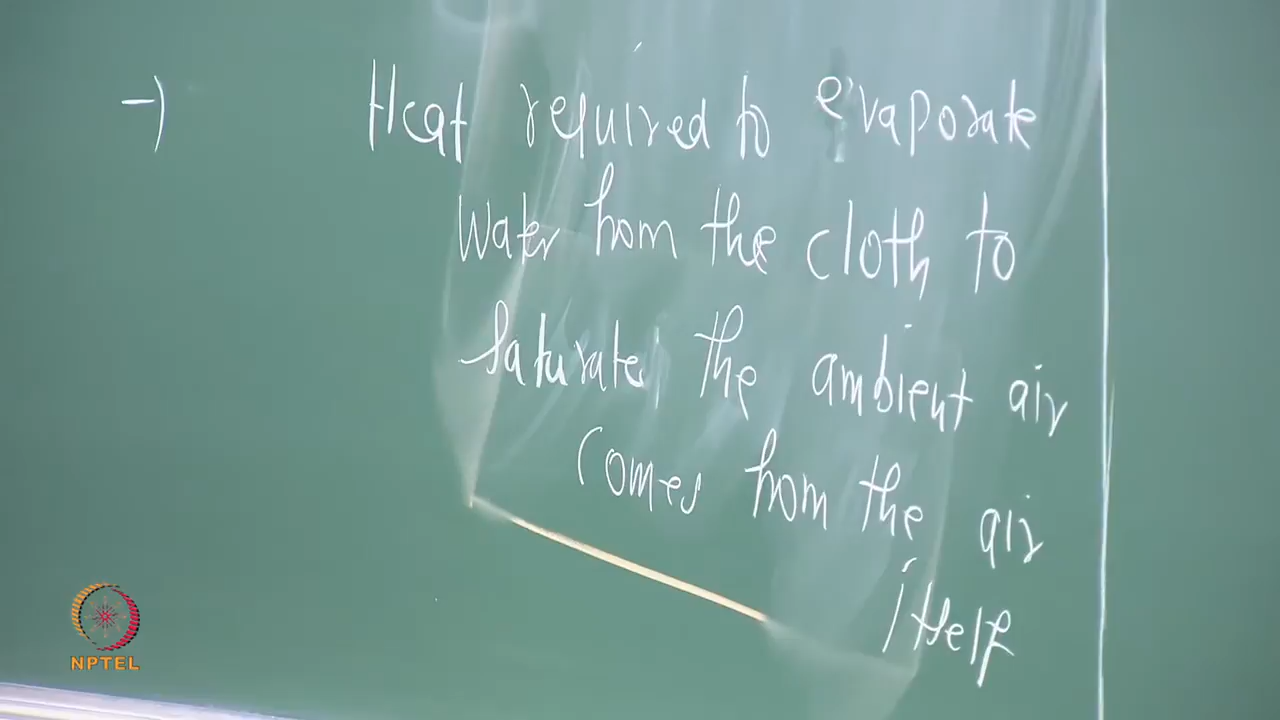 → Heat required to evaporate
water from the cloth to
saturate the ambient air
comes from the air
itself
NPTEL